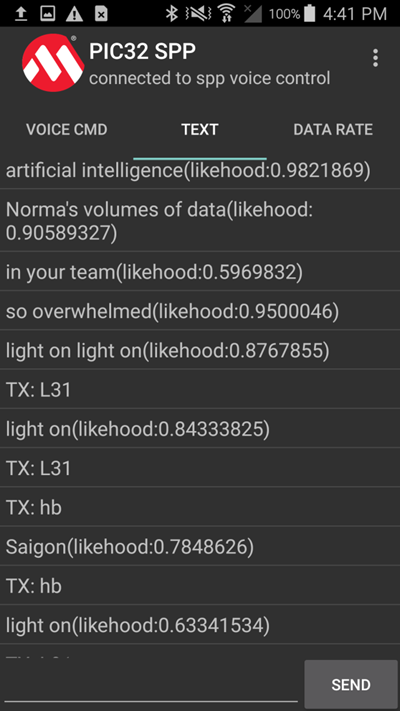 100% 4:41 PM
PIC32 SPP
connected to spp voice control
VOICE CMD TEXT DATA RATE
artificial intelligence(likehood:0.9821869)
Norma's volumes of data(likehood:
0.90589327)
in your team(likehood:0.5969832)
so overwhelmed(likehood:0.9500046)
light on light on(likehood:0.8767855)
TX: L31
light on(likehood:0.84333825)
TX: L31
TX: hb
Saigon(likehood:0.7848626)
TX: hb
light on(likehood:0.63341534)
SEND